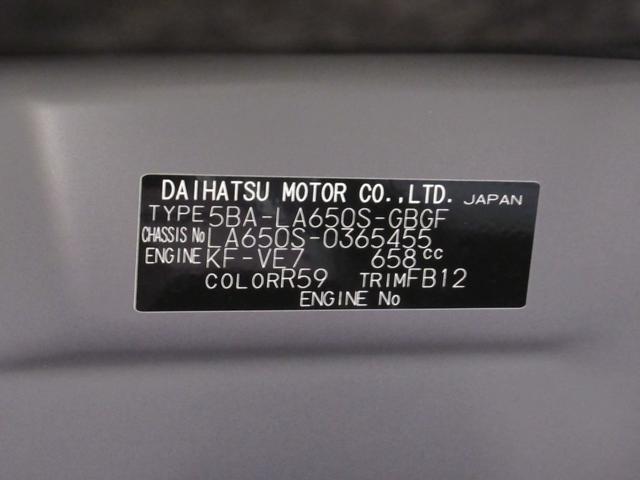 DAIHATSU MOTOR CO.,LTD. JAPAN
TYPE 5BA-LA650S-GBGF
CHASSIS No LA650S-0365455
ENGINE KF-VE7 658cc
COLOR R59 TRIM FB12
ENGINE No